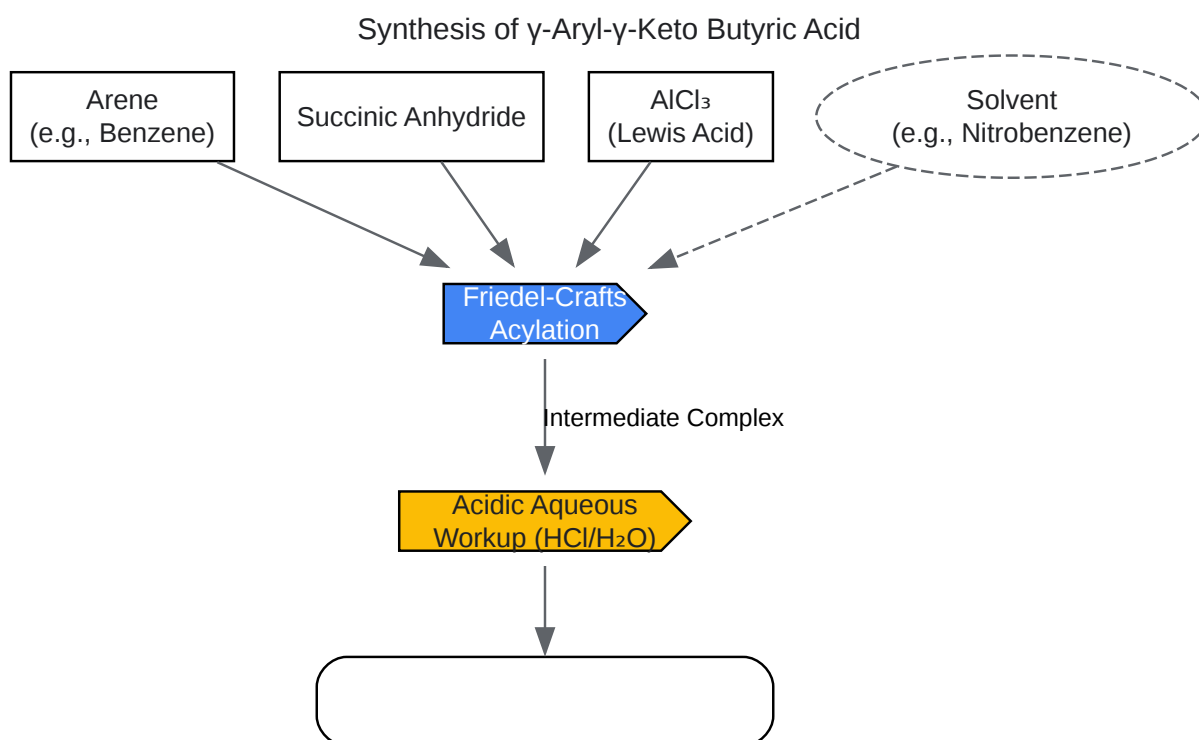 Synthesis of γ-Aryl-γ-Keto Butyric Acid
Arene
(e.g., Benzene)
Succinic Anhydride
AlCl₃
(Lewis Acid)
Solvent
(e.g., Nitrobenzene)
Friedel-Crafts
Acylation
Intermediate Complex
Acidic Aqueous
Workup (HCl/H₂O)